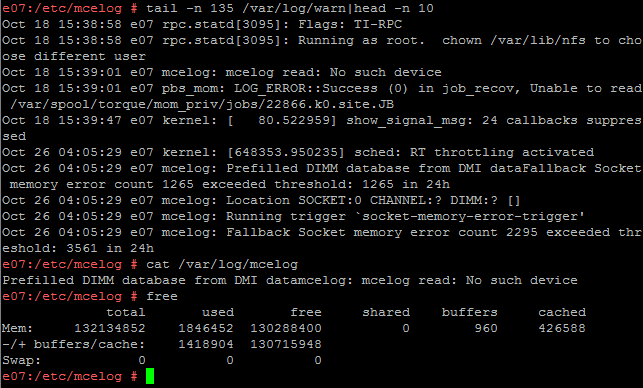 e07:/etc/mcelog # tail -n 135 /var/log/warn|head -n 10
Oct 18 15:38:58 e07 rpc.statd[3095]: Flags: TI-RPC
Oct 18 15:38:58 e07 rpc.statd[3095]: Running as root.  chown /var/lib/nfs to cho
ose different user
Oct 18 15:39:01 e07 mcelog: mcelog read: No such device
Oct 18 15:39:01 e07 pbs_mom: LOG_ERROR::Success (0) in job_recov, Unable to read
 /var/spool/torque/mom_priv/jobs/22866.k0.site.JB
Oct 18 15:39:47 e07 kernel: [   80.522959] show_signal_msg: 24 callbacks suppres
sed
Oct 26 04:05:29 e07 kernel: [648353.950235] sched: RT throttling activated
Oct 26 04:05:29 e07 mcelog: Prefilled DIMM database from DMI dataFallback Socket
 memory error count 1265 exceeded threshold: 1265 in 24h
Oct 26 04:05:29 e07 mcelog: Location SOCKET:0 CHANNEL:? DIMM:? []
Oct 26 04:05:29 e07 mcelog: Running trigger `socket-memory-error-trigger'
Oct 26 04:05:29 e07 mcelog: Fallback Socket memory error count 2295 exceeded thr
eshold: 3561 in 24h
e07:/etc/mcelog # cat /var/log/mcelog
Prefilled DIMM database from DMI datamcelog: mcelog read: No such device
e07:/etc/mcelog # free
             total       used       free     shared    buffers     cached
Mem:     132134852    1846452  130288400          0        960     426588
-/+ buffers/cache:    1418904  130715948
Swap:            0          0          0
e07:/etc/mcelog #